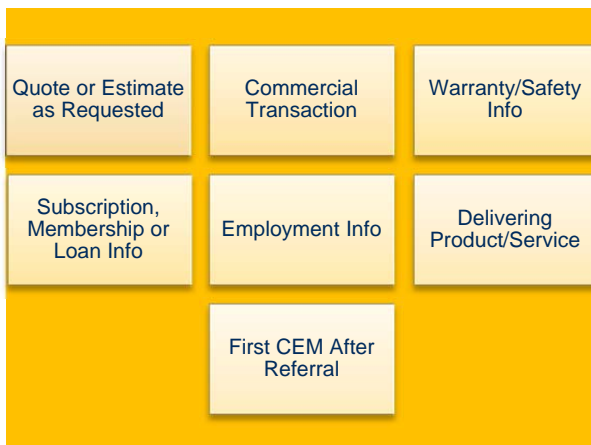 Quote or Estimate
as Requested
Commercial
Transaction
Warranty/Safety
Info
Subscription,
Membership or
Loan Info
Employment Info
Delivering
Product/Service
First CEM After
Referral